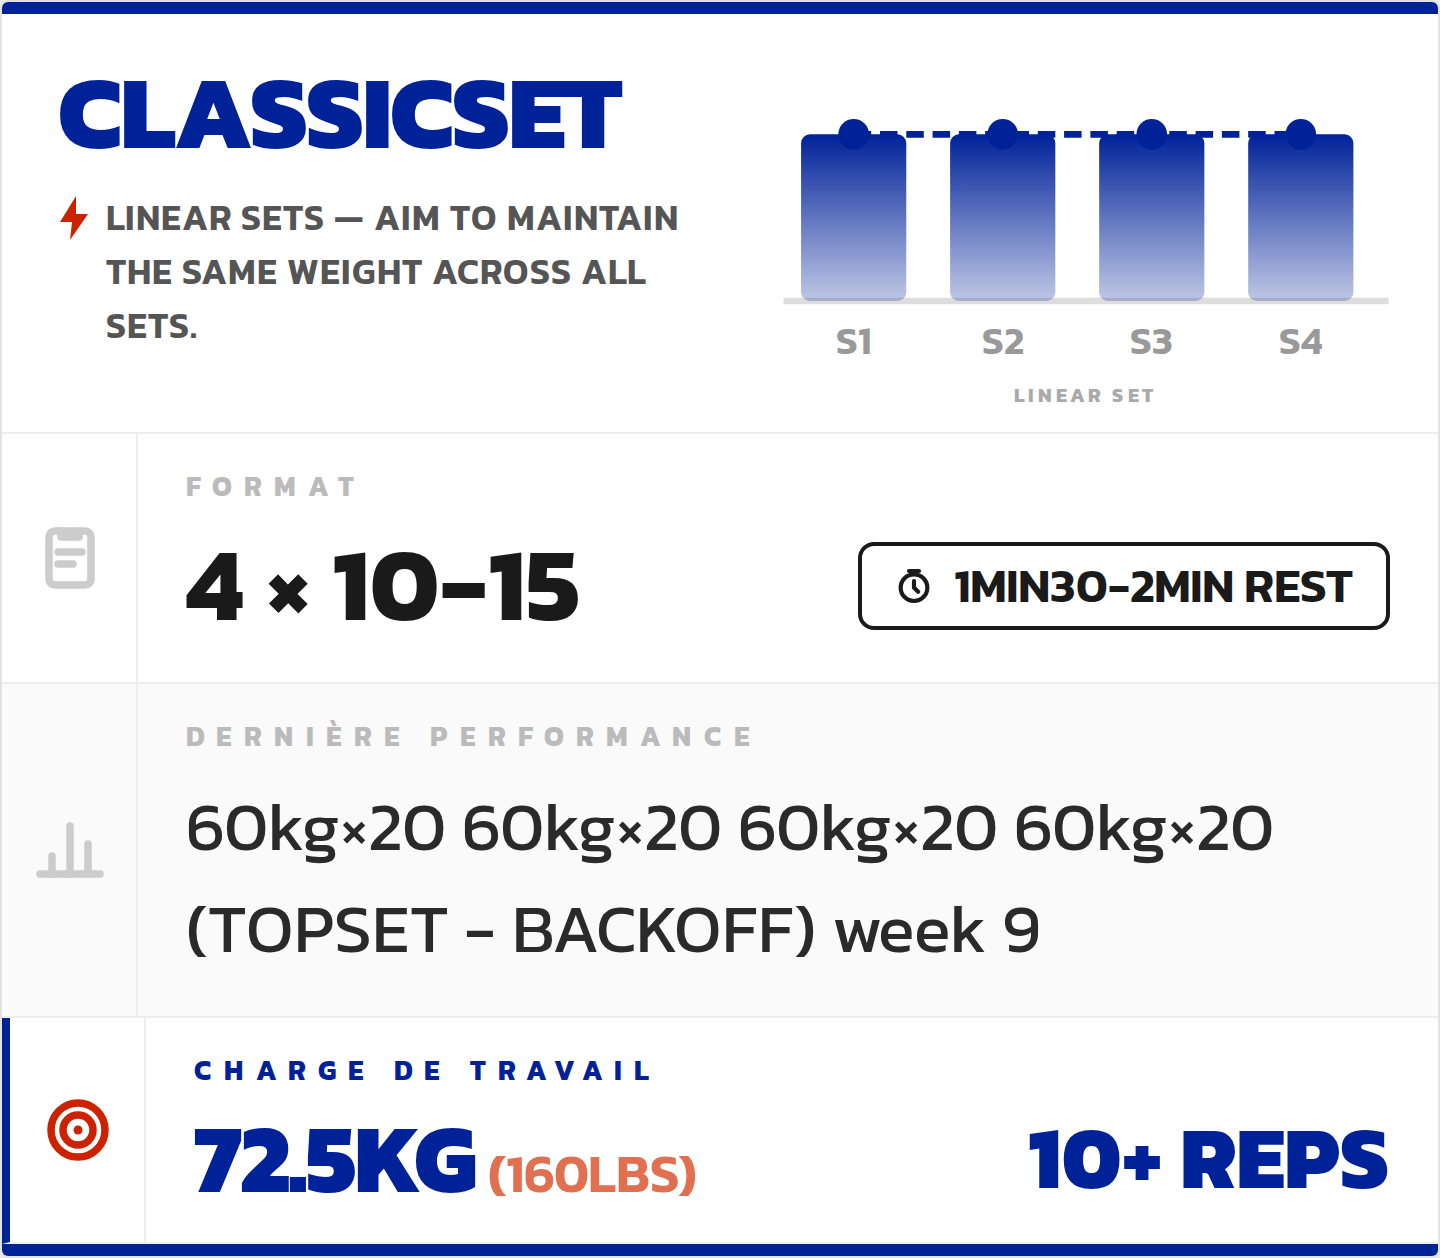 CLASSICSET
LINEAR SETS — AIM TO MAINTAIN
THE SAME WEIGHT ACROSS ALL
SETS.
S1 S2 S3 S4
LINEAR SET
FORMAT
4 × 10–15
1MIN30–2MIN REST
DERNIÈRE PERFORMANCE
60kg×20 60kg×20 60kg×20 60kg×20
(TOPSET – BACKOFF) week 9
CHARGE DE TRAVAIL
72.5KG (160LBS)
10+ REPS